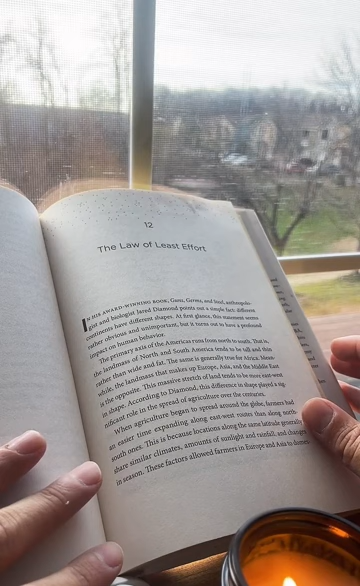 12
The Law of Least Effort
IN HIS AWARD-WINNING BOOK, Guns, Germs, and Steel, anthropolo-
gist and biologist Jared Diamond points out a simple fact: different
continents have different shapes. At first glance, this statement seems
rather obvious and unimportant, but it turns out to have a profound
impact on human behavior.
The primary axis of the Americas runs from north to south. That is,
the landmass of North and South America tends to be tall and thin
rather than wide and fat. The same is generally true for Africa. Mean-
while, the landmass that makes up Europe, Asia, and the Middle East
is the opposite. This massive stretch of land tends to be more east-west
in shape. According to Diamond, this difference in shape played a sig-
nificant role in the spread of agriculture over the centuries.
When agriculture began to spread around the globe, farmers had
an easier time expanding along east-west routes than along north-
south ones. This is because locations along the same latitude generally
share similar climates, amounts of sunlight and rainfall, and changes
in season. These factors allowed farmers in Europe and Asia to domes-